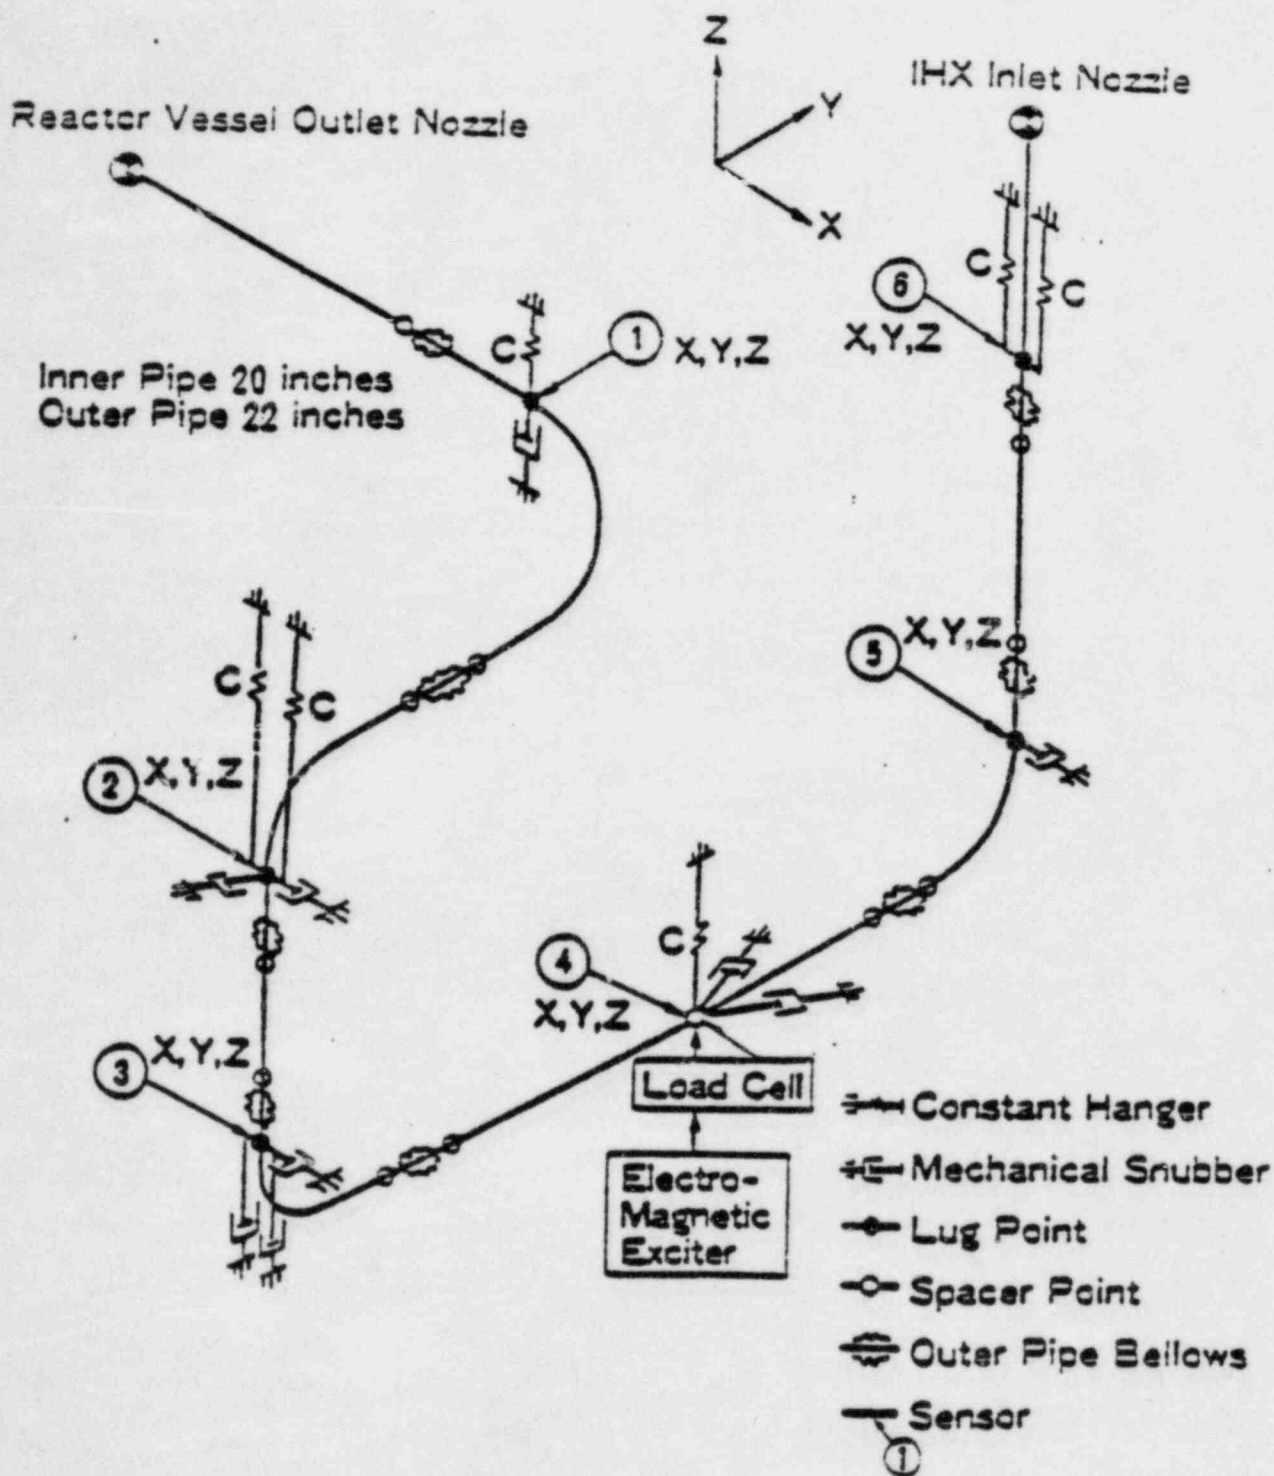 Z
IHX Inlet Nozzle
Reactor Vessel Outlet Nozzle
Y
X
C
C
6
X,Y,Z
C
1
X,Y,Z
Inner Pipe 20 inches
Outer Pipe 22 inches
X,Y,Z
5
C
C
2
X,Y,Z
C
4
X,Y,Z
3
X,Y,Z
Load Cell
Electro-
Magnetic
Exciter
Constant Hanger
Mechanical Snubber
Lug Point
Spacer Point
Outer Pipe Bellows
Sensor
1